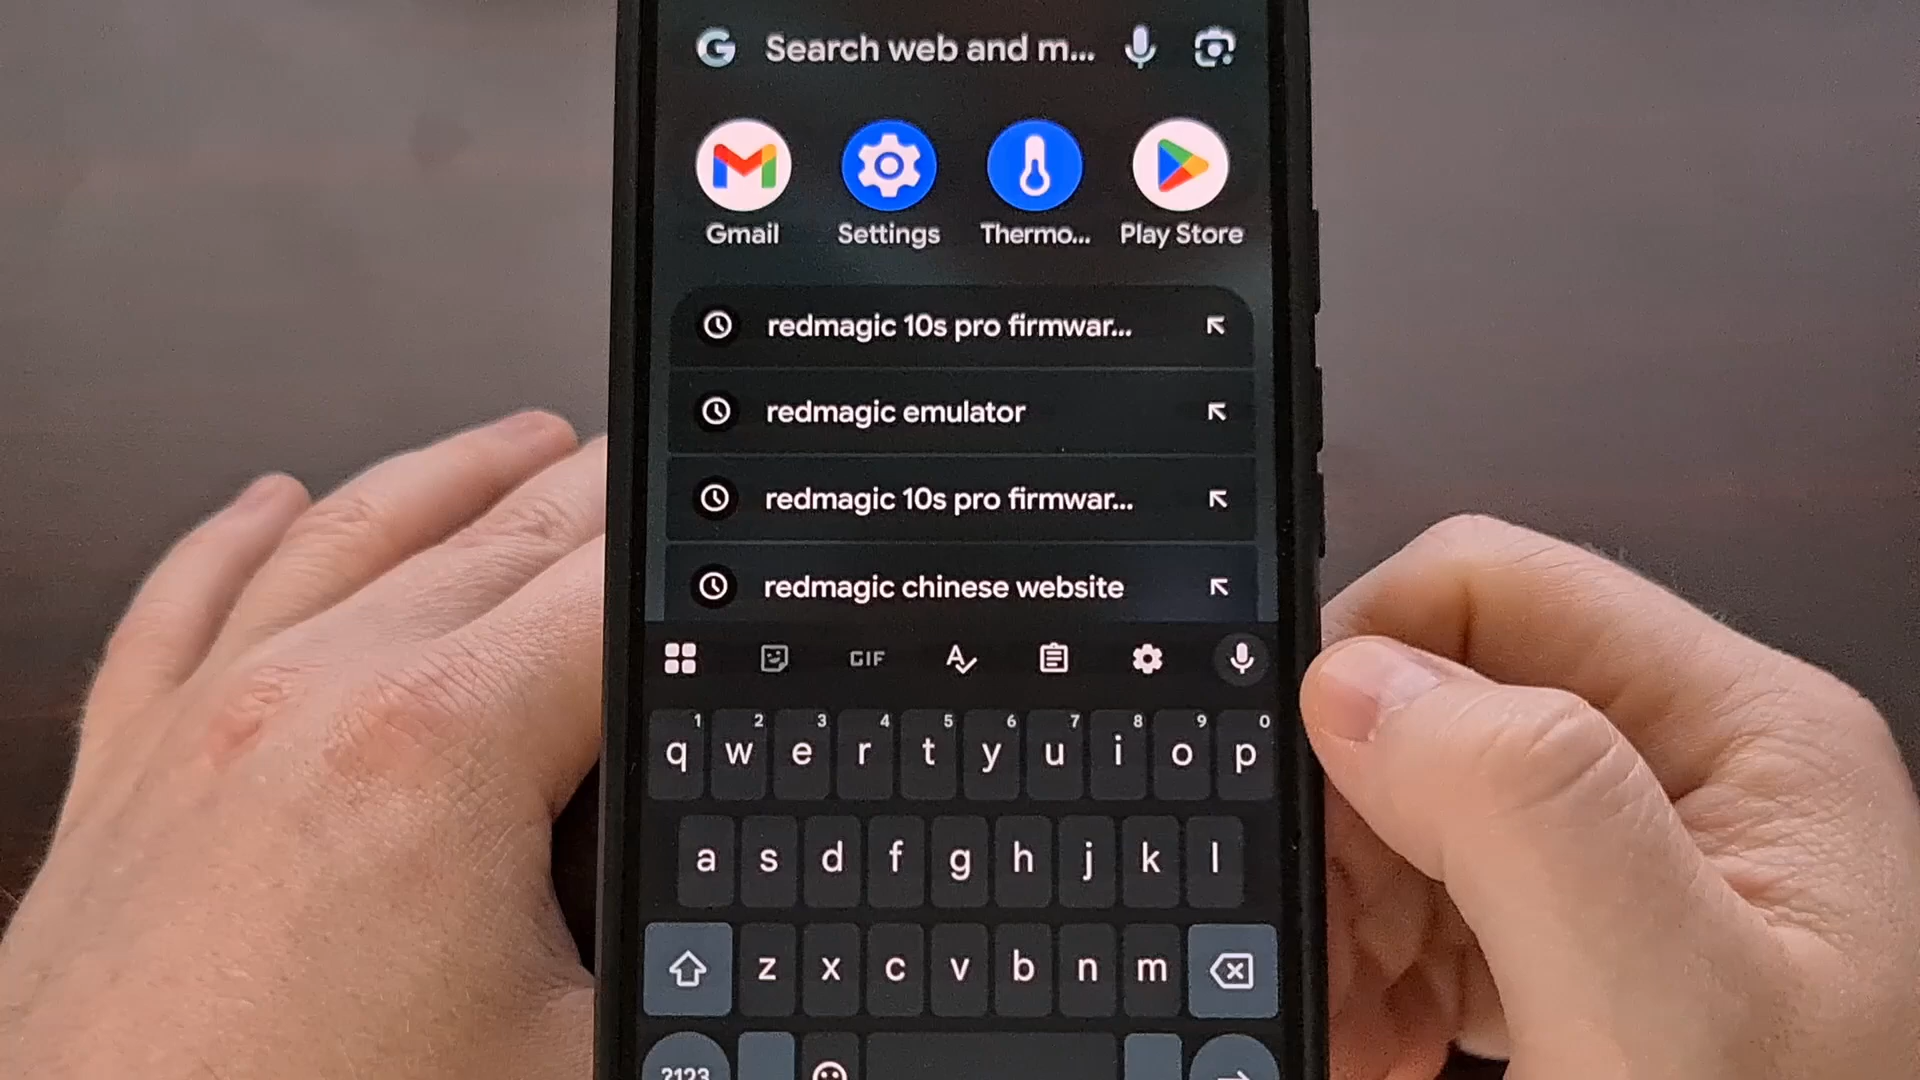 G Search web and m...
Gmail Settings Thermo... Play Store
redmagic 10s pro firmwar...
redmagic emulator
redmagic 10s pro firmwar...
redmagic chinese website
GIF
1 2 3 4 5 6 7 8 9 0
q w e r t y u i o p
a s d f g h j k l
z x c v b n m
?123